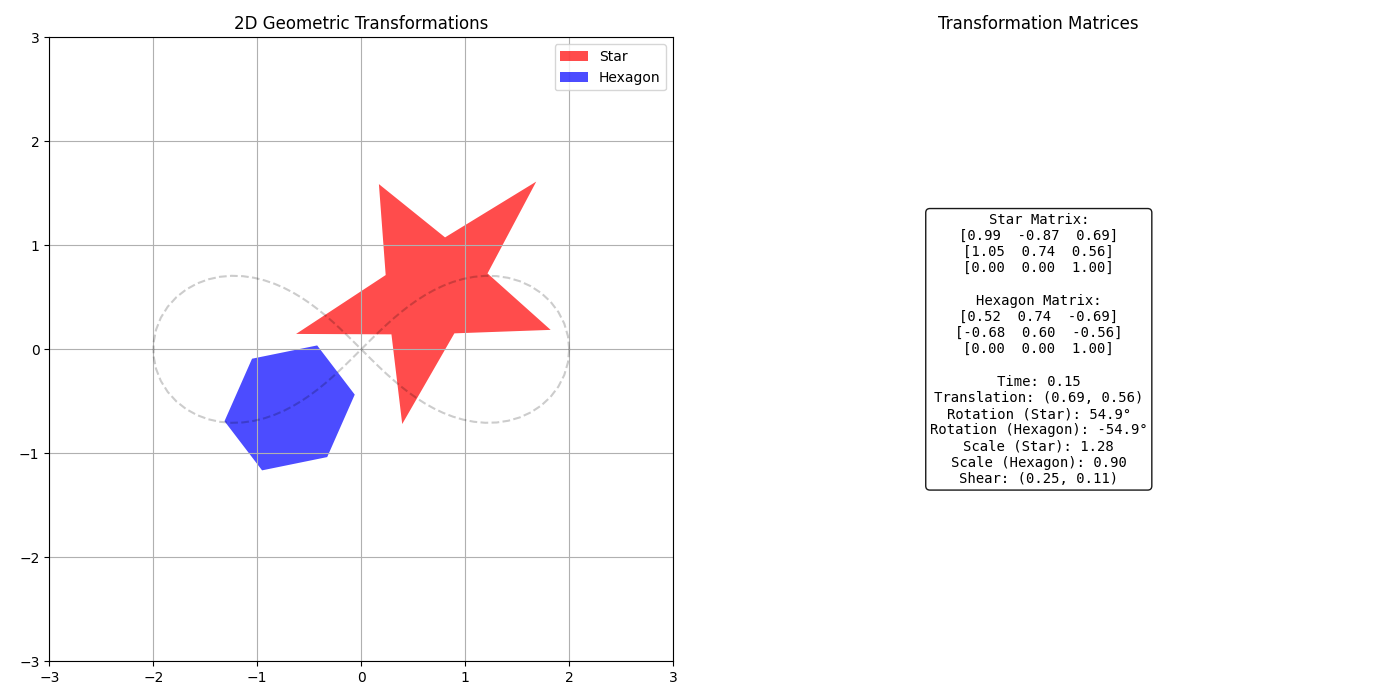 2D Geometric Transformations
3
2
1
0
−1
−2
−3
−3
−2
−1
0
1
2
3
Star
Hexagon
Transformation Matrices
Star Matrix:
[0.99  -0.87  0.69]
[1.05  0.74  0.56]
[0.00  0.00  1.00]
Hexagon Matrix:
[0.52  0.74  -0.69]
[-0.68  0.60  -0.56]
[0.00  0.00  1.00]
Time: 0.15
Translation: (0.69, 0.56)
Rotation (Star): 54.9°
Rotation (Hexagon): -54.9°
Scale (Star): 1.28
Scale (Hexagon): 0.90
Shear: (0.25, 0.11)